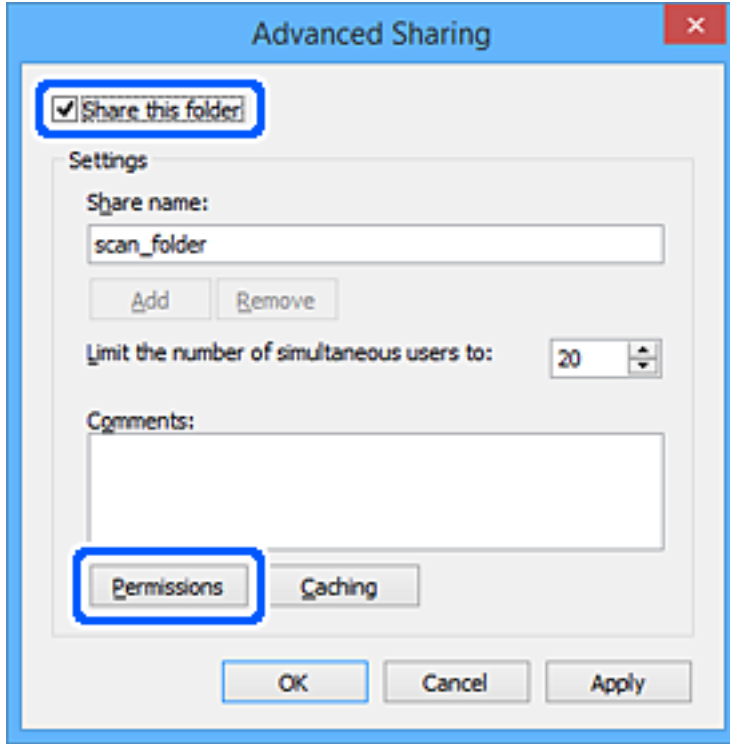 Advanced Sharing
Share this folder
Settings
Share name:
scan_folder
Add Remove
Limit the number of simultaneous users to: 20
Comments:
Permissions Caching
OK Cancel Apply